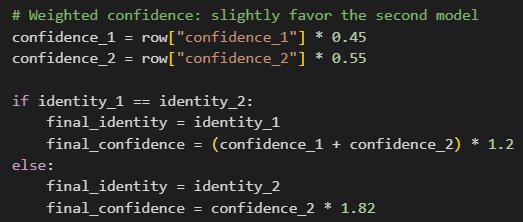 # Weighted confidence: slightly favor the second model
confidence_1 = row["confidence_1"] * 0.45
confidence_2 = row["confidence_2"] * 0.55

if identity_1 == identity_2:
    final_identity = identity_1
    final_confidence = (confidence_1 + confidence_2) * 1.2
else:
    final_identity = identity_2
    final_confidence = confidence_2 * 1.82